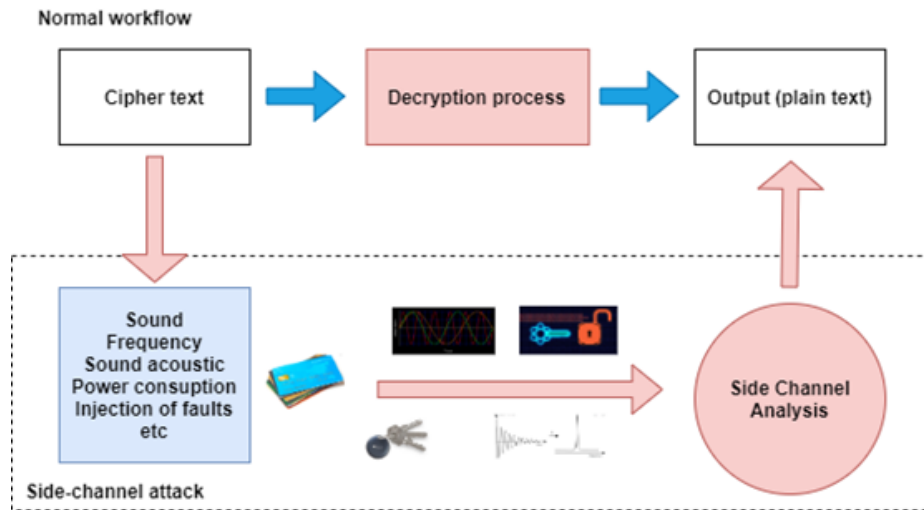 Normal workflow
Cipher text
Decryption process
Output (plain text)
Sound
Frequency
Sound acoustic
Power consuption
Injection of faults
etc
Side Channel
Analysis
Side-channel attack